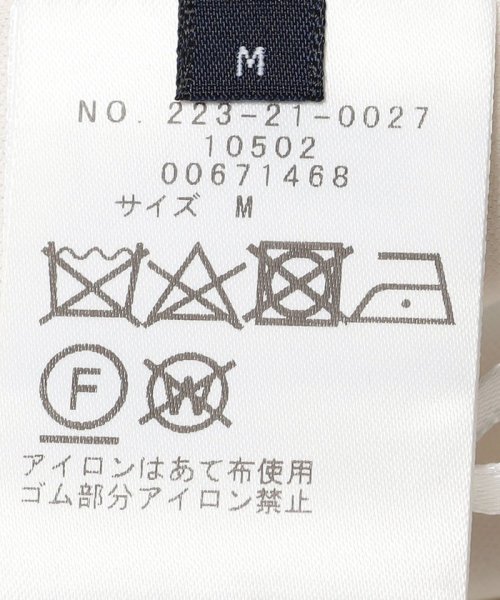 M
NO. 223-21-0027
10502
00671468
サイズ M
F W
アイロンはあて布使用
ゴム部分アイロン禁止